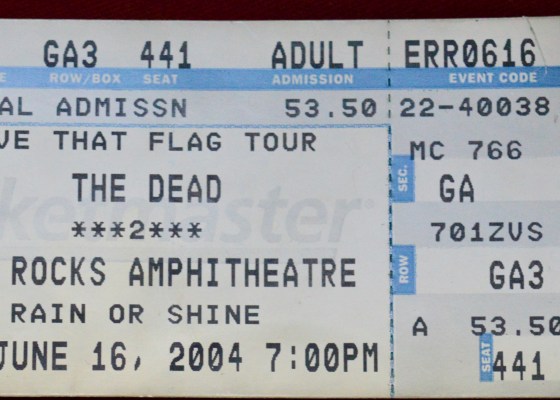 GA3 441 ADULT ERR0616
E ROW/BOX SEAT ADMISSION EVENT CODE
AL ADMISSN 53.50 22-40038
VE THAT FLAG TOUR
MC 766
THE DEAD
SEC. GA
ketmaster
***2***
701ZVS
ROCKS AMPHITHEATRE
ROW GA3
RAIN OR SHINE
A 53.50
JUNE 16, 2004 7:00PM
SEAT 441